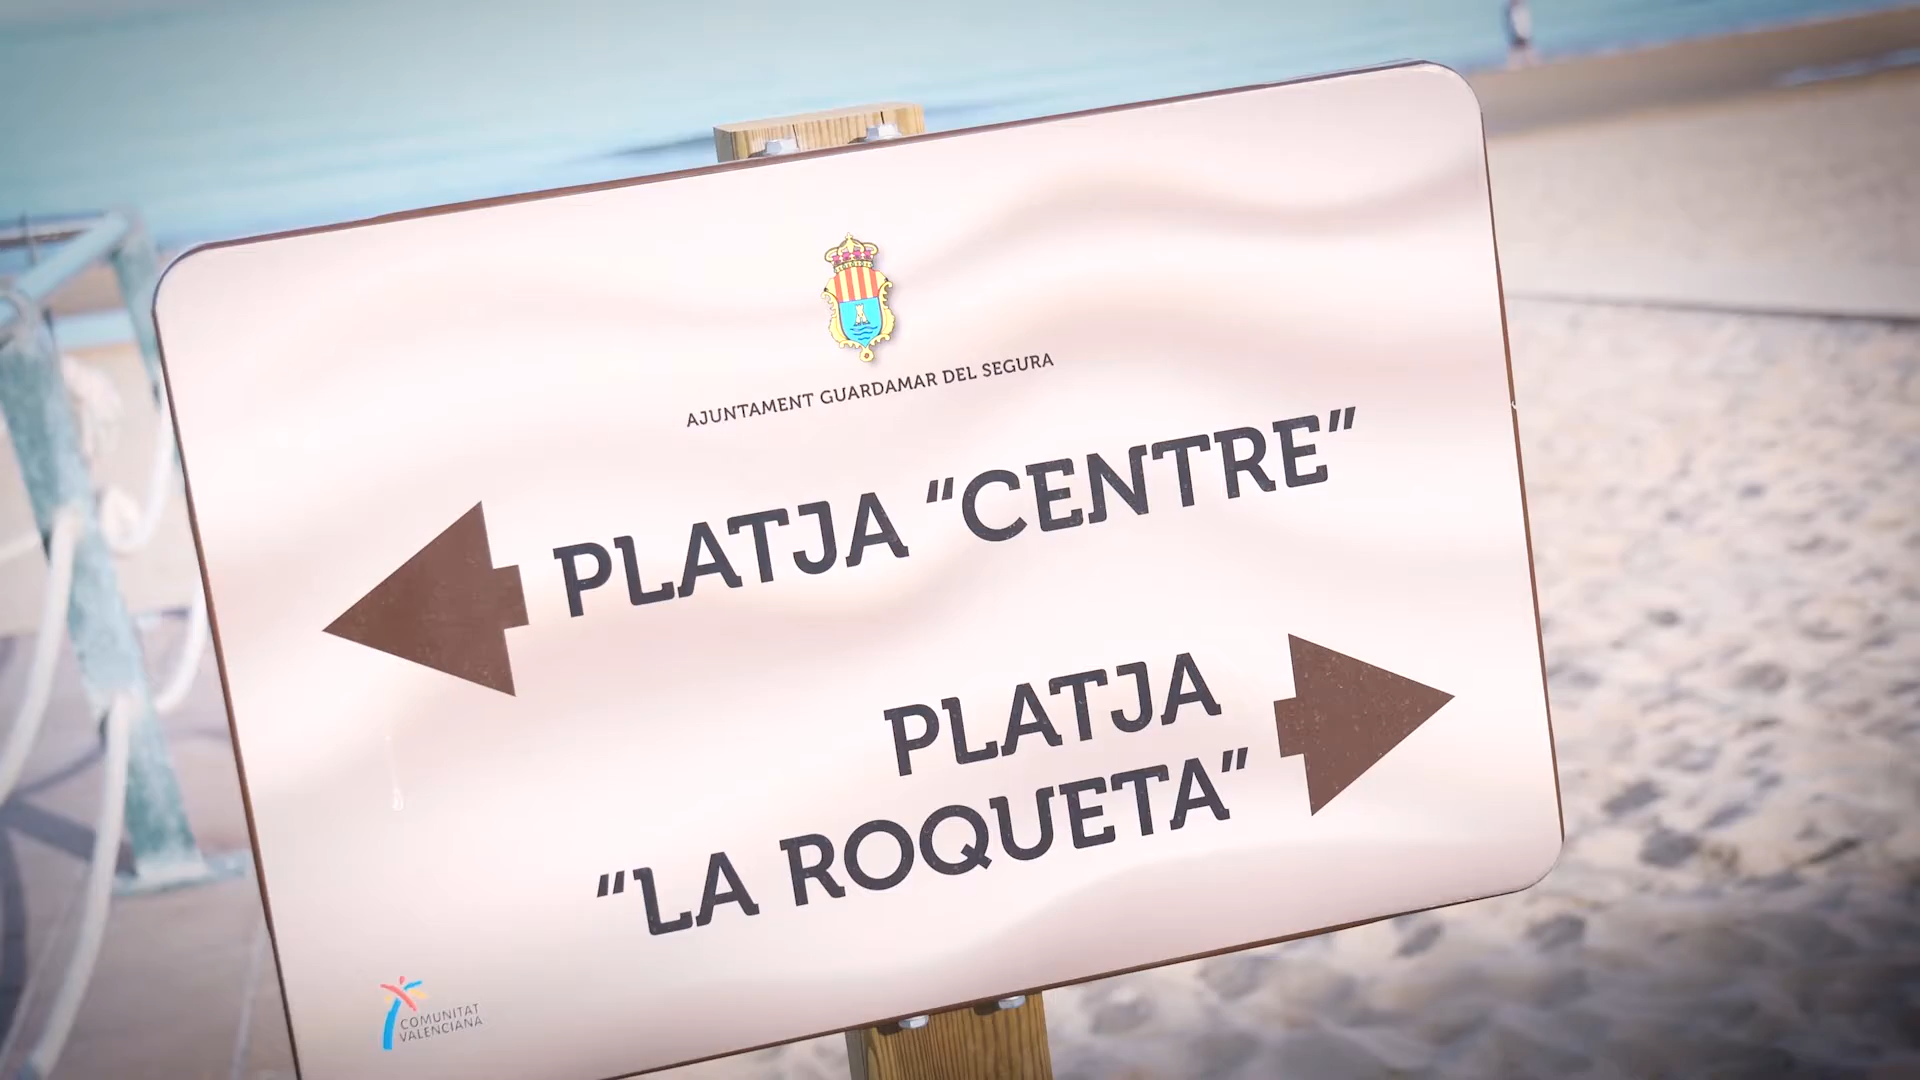 AJUNTAMENT GUARDAMAR DEL SEGURA
PLATJA “CENTRE”
PLATJA
“LA ROQUETA”
COMUNITAT
VALENCIANA